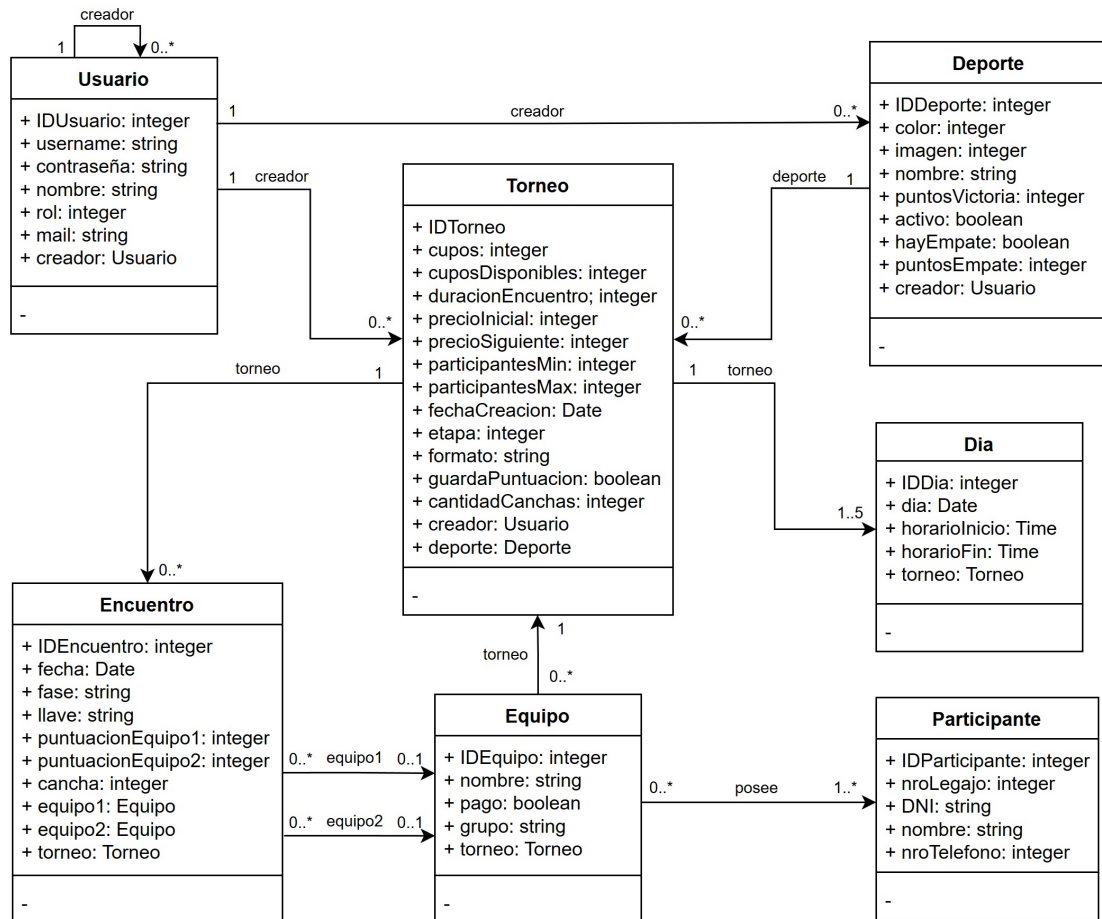 creador
1
0..*
Usuario
+ IDUsuario: integer
+ username: string
+ contraseña: string
+ nombre: string
+ rol: integer
+ mail: string
+ creador: Usuario
-
1
creador
0..*
Deporte
+ IDDeporte: integer
+ color: integer
+ imagen: integer
+ nombre: string
+ puntosVictoria: integer
+ activo: boolean
+ hayEmpate: boolean
+ puntosEmpate: integer
+ creador: Usuario
-
1
creador
0..*
deporte
1
0..*
Torneo
+ IDTorneo
+ cupos: integer
+ cuposDisponibles: integer
+ duracionEncuentro; integer
+ precioInicial: integer
+ precioSiguiente: integer
+ participantesMin: integer
+ participantesMax: integer
+ fechaCreacion: Date
+ etapa: integer
+ formato: string
+ guardaPuntuacion: boolean
+ cantidadCanchas: integer
+ creador: Usuario
+ deporte: Deporte
-
torneo
1
0..*
1
torneo
1..5
Dia
+ IDDia: integer
+ dia: Date
+ horarioInicio: Time
+ horarioFin: Time
+ torneo: Torneo
-
Encuentro
+ IDEncuentro: integer
+ fecha: Date
+ fase: string
+ llave: string
+ puntuacionEquipo1: integer
+ puntuacionEquipo2: integer
+ cancha: integer
+ equipo1: Equipo
+ equipo2: Equipo
+ torneo: Torneo
-
1
torneo
0..*
0..*
equipo1
0..1
0..*
equipo2
0..1
Equipo
+ IDEquipo: integer
+ nombre: string
+ pago: boolean
+ grupo: string
+ torneo: Torneo
-
0..*
posee
1..*
Participante
+ IDParticipante: integer
+ nroLegajo: integer
+ DNI: string
+ nombre: string
+ nroTelefono: integer
-